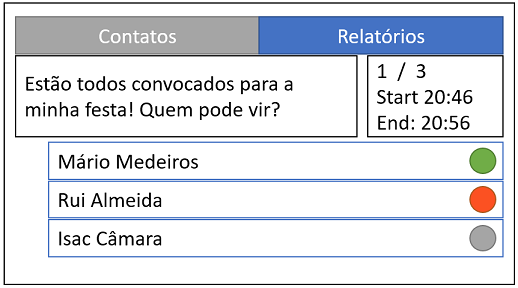 Contatos
Relatórios
Estão todos convocados para a
minha festa! Quem pode vir?
1 / 3
Start 20:46
End: 20:56
Mário Medeiros
Rui Almeida
Isac Câmara